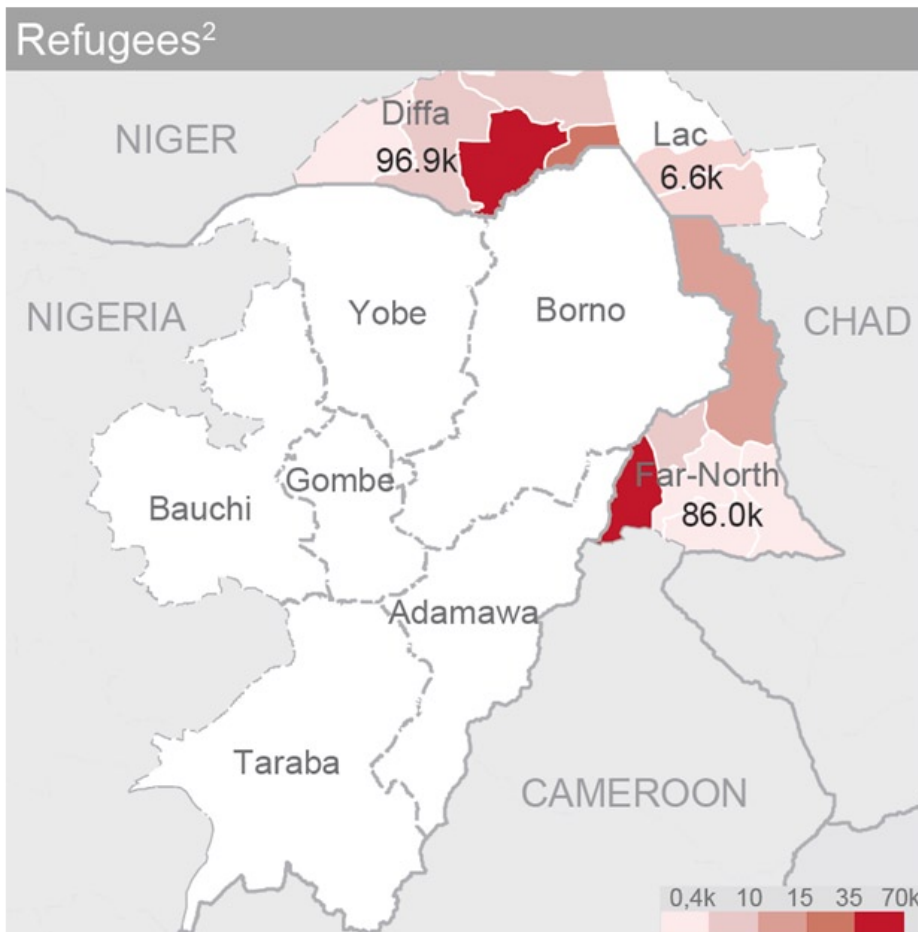 Refugees²
NIGER
Diffa
96.9k
Lac
6.6k
NIGERIA
Yobe
Borno
CHAD
Bauchi
Gombe
Far-North
86.0k
Adamawa
Taraba
CAMEROON
0,4k 10 15 35 70k